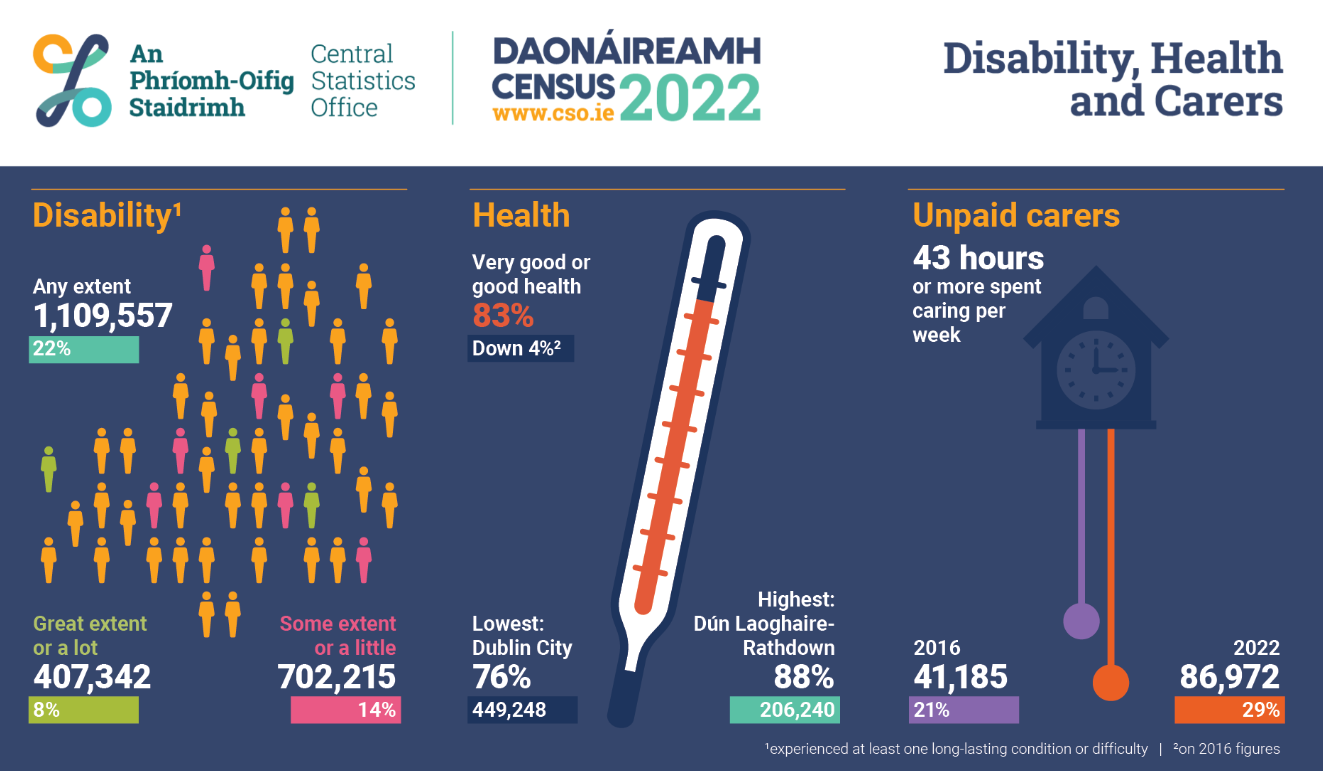 An
Phríomh-Oifig
Staidrimh
Central
Statistics
Office
DAONÁIREAMH
CENSUS 2022
www.cso.ie
Disability, Health
and Carers
Disability¹
Any extent
1,109,557
22%
Great extent
or a lot
407,342
8%
Some extent
or a little
702,215
14%
Health
Very good or
good health
83%
Down 4%²
Lowest:
Dublin City
76%
449,248
Highest:
Dún Laoghaire-
Rathdown
88%
206,240
Unpaid carers
43 hours
or more spent
caring per
week
2016
41,185
21%
2022
86,972
29%
¹experienced at least one long-lasting condition or difficulty | ²on 2016 figures